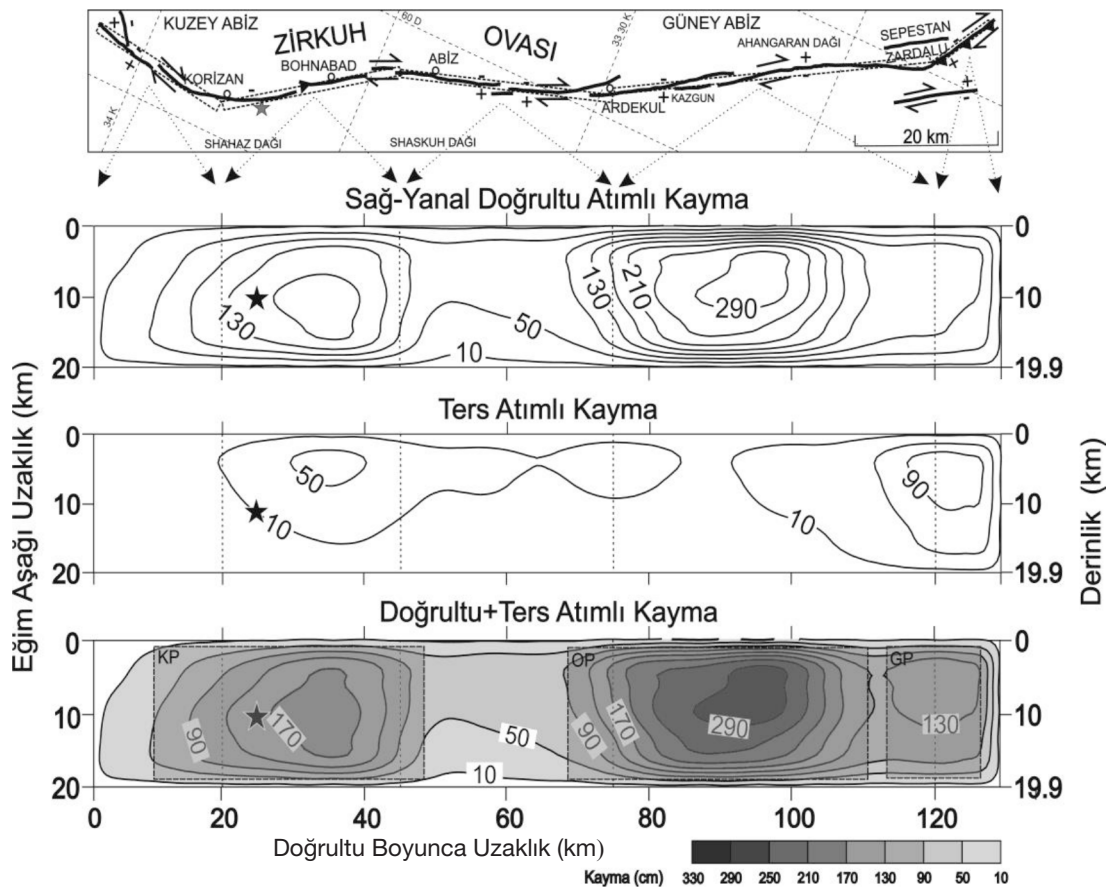 KUZEY ABİZ
60 D
33 30 K
GÜNEY ABİZ
ZİRKUH
OVASI
SEPESTAN
AHANGARAN DAĞI
ZARDALU
ABİZ
BOHNABAD
KORİZAN
ARDEKUL
KAZGUN
34 K
SHAHAZ DAĞI
SHASKUH DAĞI
20 km
Sağ-Yanal Doğrultu Atımlı Kayma
0
10
20
130
50
10
130
210
290
0
10
19.9
Ters Atımlı Kayma
0
10
20
50
10
10
90
0
10
19.9
Doğrultu+Ters Atımlı Kayma
0
10
20
KP
90
170
50
10
OP
90
170
290
GP
130
0
10
19.9
Eğim Aşağı Uzaklık (km)
Derinlik (km)
0 20 40 60 80 100 120
Doğrultu Boyunca Uzaklık (km)
Kayma (cm) 330 290 250 210 170 130 90 50 10